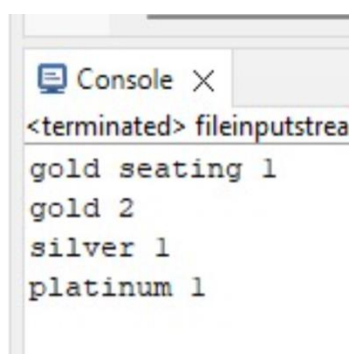 Console
<terminated> fileinputstrea
gold seating 1
gold 2
silver 1
platinum 1